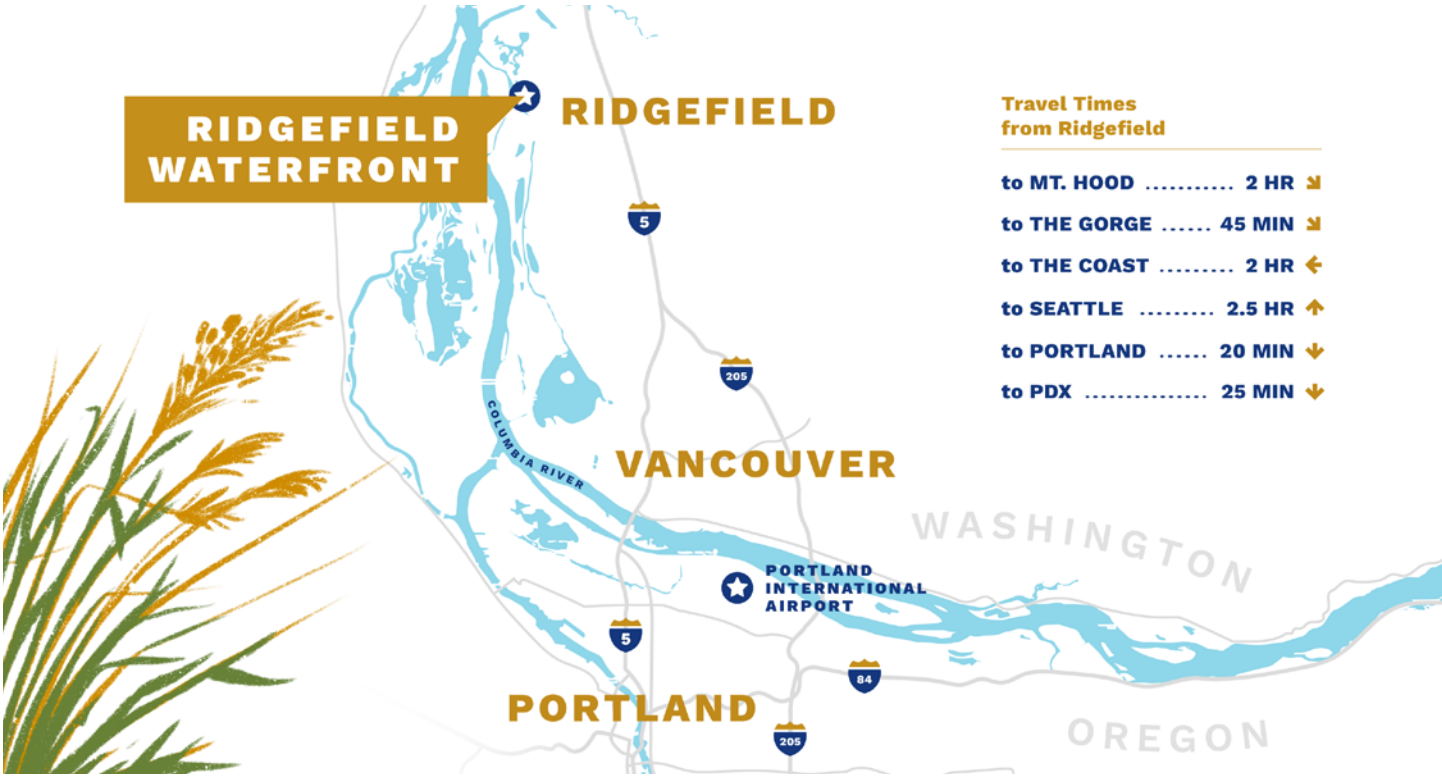 RIDGEFIELD
WATERFRONT
RIDGEFIELD
Travel Times
from Ridgefield
to MT. HOOD ........... 2 HR
to THE GORGE ...... 45 MIN
to THE COAST ......... 2 HR
to SEATTLE ......... 2.5 HR
to PORTLAND ...... 20 MIN
to PDX ............... 25 MIN
5
205
COLUMBIA RIVER
VANCOUVER
WASHINGTON
PORTLAND
INTERNATIONAL
AIRPORT
5
84
PORTLAND
205
OREGON